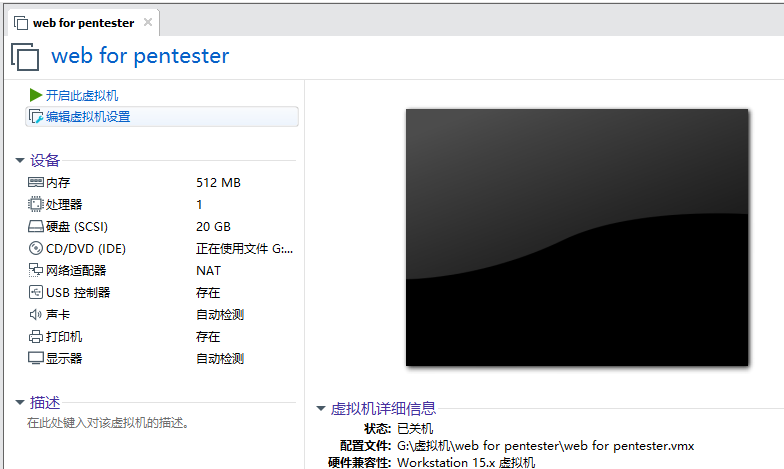 web for pentester
web for pentester
开启此虚拟机
编辑虚拟机设置
设备
内存 512 MB
处理器 1
硬盘 (SCSI) 20 GB
CD/DVD (IDE) 正在使用文件 G:...
网络适配器 NAT
USB 控制器 存在
声卡 自动检测
打印机 存在
显示器 自动检测
描述
在此处键入对该虚拟机的描述。
虚拟机详细信息
状态: 已关机
配置文件: G:\虚拟机\web for pentester\web for pentester.vmx
硬件兼容性: Workstation 15.x 虚拟机